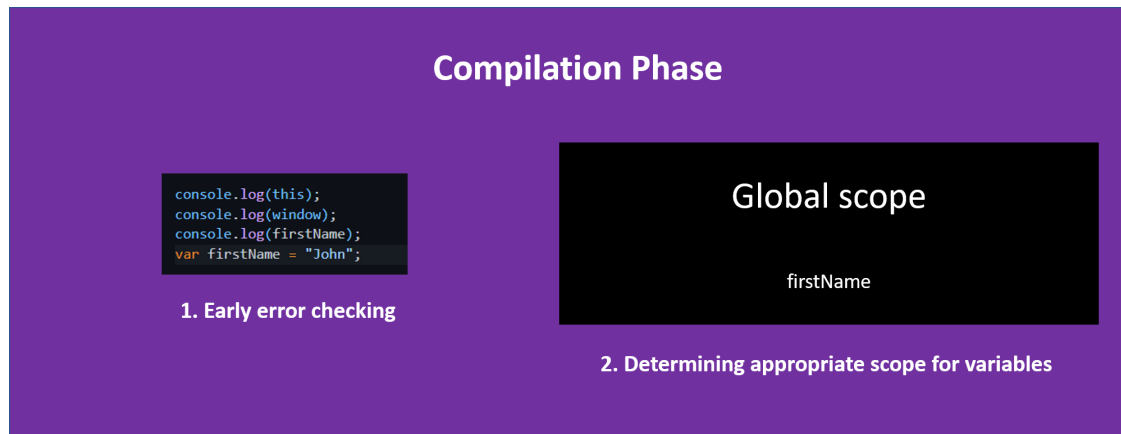 Compilation Phase
console.log(this);
console.log(window);
console.log(firstName);
var firstName = "John";
1. Early error checking
Global scope
firstName
2. Determining appropriate scope for variables